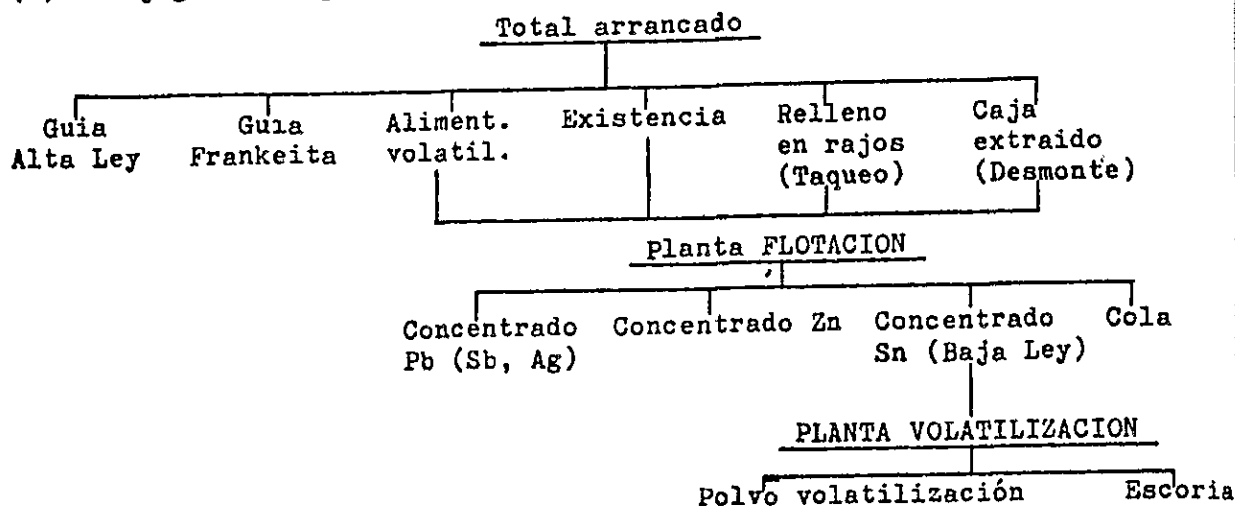 Total arrancado
Guia Alta Ley
Guia Frankeita
Aliment. volatil.
Existencia
Relleno en rajos (Taqueo)
Caja extraido (Desmonte)
Planta FLOTACION
Concentrado Pb (Sb, Ag)
Concentrado Zn
Concentrado Sn (Baja Ley)
Cola
PLANTA VOLATILIZACION
Polvo volatilización
Escoria